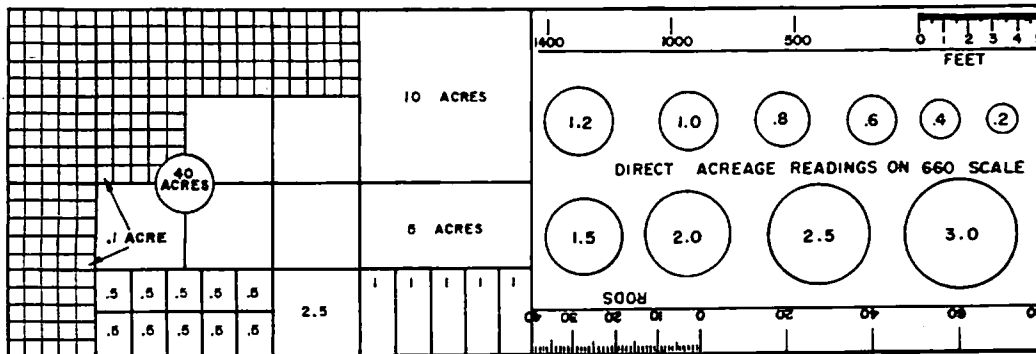 1400 1000 500 0 1 2 3 4
FEET
10 ACRES
1.2 1.0 .8 .6 .4 .2
40
ACRES
DIRECT ACREAGE READINGS ON 660 SCALE
.1 ACRE
5 ACRES
1.5 2.0 2.5 3.0
1 1 1 1 1
.5 .5 .5 .5 .5
2.5
.5 .5 .5 .5 .5
RODS
40 30 20 10 0 20 40 60